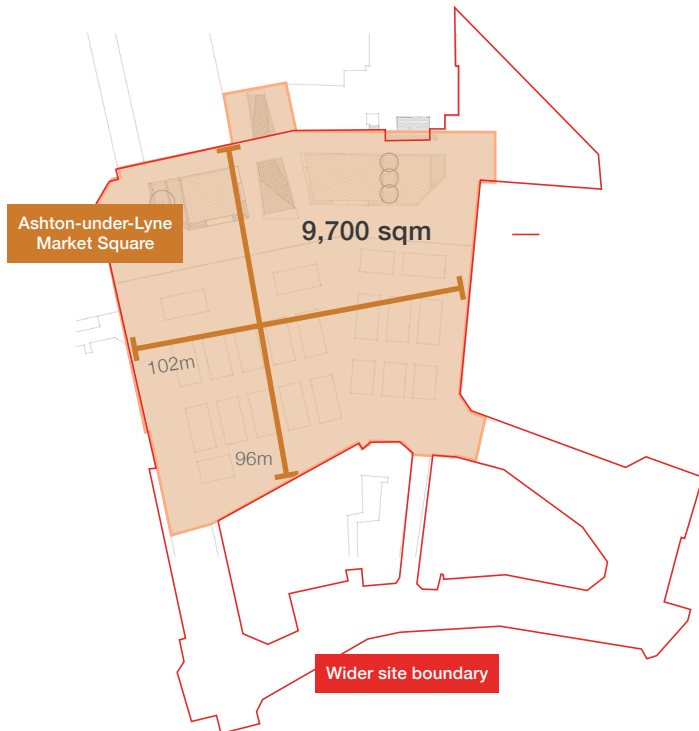 Ashton-under-Lyne
Market Square
9,700 sqm
102m
96m
Wider site boundary